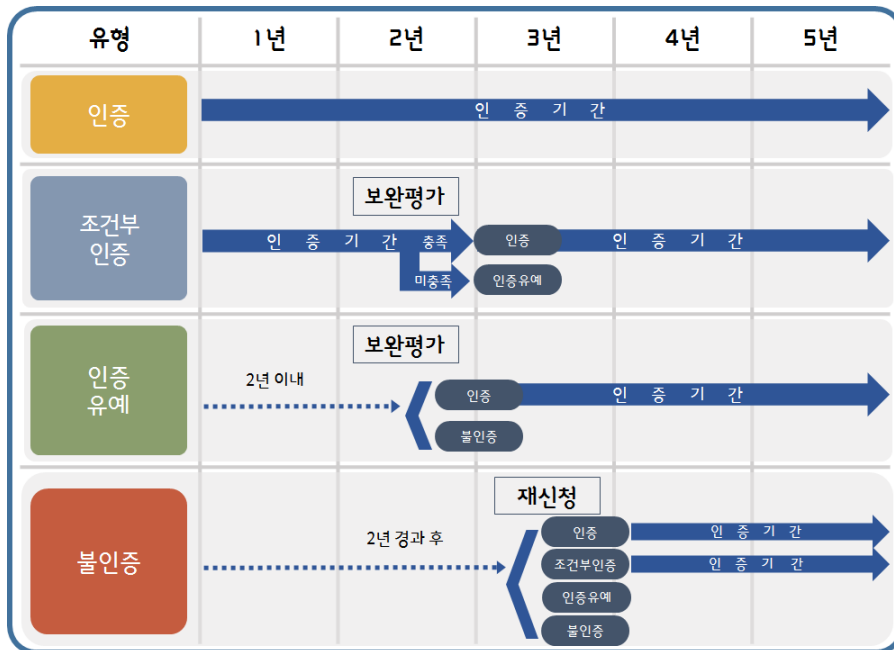 유형 1년 2년 3년 4년 5년
인증
인 증 기 간
조건부
인증
보완평가
인 증 기 간 충족
미충족
인증
인증유예
인 증 기 간
인증
유예
2년 이내
보완평가
인증
불인증
인 증 기 간
불인증
2년 경과 후
재신청
인증
조건부인증
인증유예
불인증
인 증 기 간
인 증 기 간